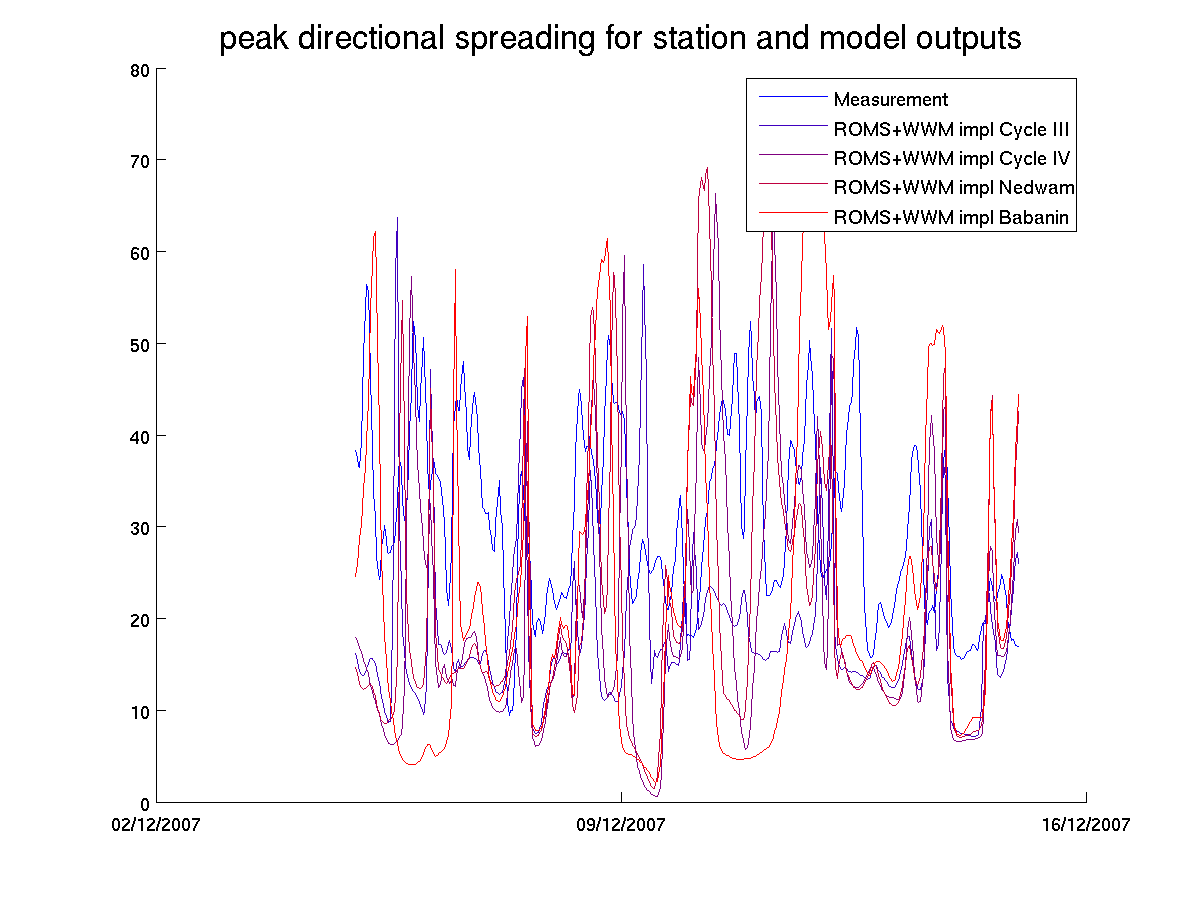 peak directional spreading for station and model outputs
80
70
60
50
40
30
20
10
0
Measurement
ROMS+WWM impl Cycle III
ROMS+WWM impl Cycle IV
ROMS+WWM impl Nedwam
ROMS+WWM impl Babanin
02/12/2007
09/12/2007
16/12/2007